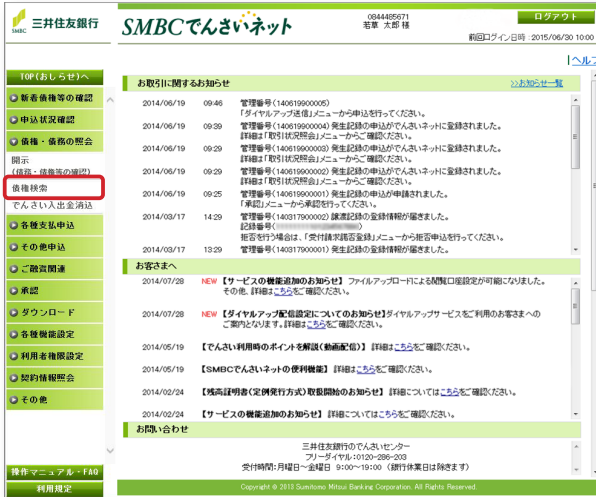 SMBC 三井住友銀行
SMBCでんさいネット
0844485671
若草 太郎 様
ログアウト
前回ログイン日時：2015/06/30 10:00
ヘルプ
TOP(おしらせ)へ
新着債権等の確認
申込状況確認
債権・債務の照会
開示
(債務・債権等の確認)
債権検索
でんさい入出金消込
各種支払申込
その他申込
ご融資関連
承認
ダウンロード
各種機能設定
利用者権限設定
契約情報照会
その他
操作マニュアル・FAQ
利用規定
お取引に関するお知らせ
>>お知らせ一覧
2014/06/19 09:46 管理番号(140619900005)
「ダイヤルアップ送信」メニューから申込を行ってください。
2014/06/19 09:39 管理番号(140619900004) 発生記録の申込がでんさいネットに登録されました。
詳細は「取引状況照会」メニューからご確認ください。
2014/06/19 09:29 管理番号(140619900003) 発生記録の申込がでんさいネットに登録されました。
詳細は「取引状況照会」メニューからご確認ください。
2014/06/19 09:29 管理番号(140619900002) 発生記録の申込がでんさいネットに登録されました。
詳細は「取引状況照会」メニューからご確認ください。
2014/06/19 09:25 管理番号(140619900001) 発生記録の申込が申請されました。
「承認」メニューから承認を行ってください。
2014/03/17 14:29 管理番号(140317900002) 譲渡記録の登録情報が届きました。
記録番号(
拒否を行う場合は、「受付請求諾否登録」メニューから拒否申込を行ってください。
2014/03/17 13:29 管理番号(140317900001) 発生記録の登録情報が届きました。
お客さまへ
2014/07/28 NEW 【サービスの機能追加のお知らせ】 ファイルアップロードによる閲覧口座設定が可能になりました。
その他、詳細はこちらをご確認ください。
2014/07/28 NEW 【ダイヤルアップ配信設定についてのお知らせ】ダイヤルアップサービスをご利用のお客さまへの
ご案内となります。詳細はこちらをご確認ください。
2014/05/19 【でんさい利用時のポイントを解説(動画配信)】 詳細はこちらをご確認ください。
2014/05/19 【SMBCでんさいネットの便利機能】 詳細はこちらをご確認ください。
2014/02/24 【残高証明書(定例発行方式)取扱開始のお知らせ】 詳細についてはこちらをご確認ください。
2014/02/24 【サービスの機能追加のお知らせ】 詳細についてはこちらをご確認ください。
お問い合わせ
三井住友銀行のでんさいセンター
フリーダイヤル：0120-286-203
受付時間：月曜日～金曜日 9:00～19:00 (銀行休業日は除きます)
Copyright © 2013 Sumitomo Mitsui Banking Corporation. All Rights Reserved.